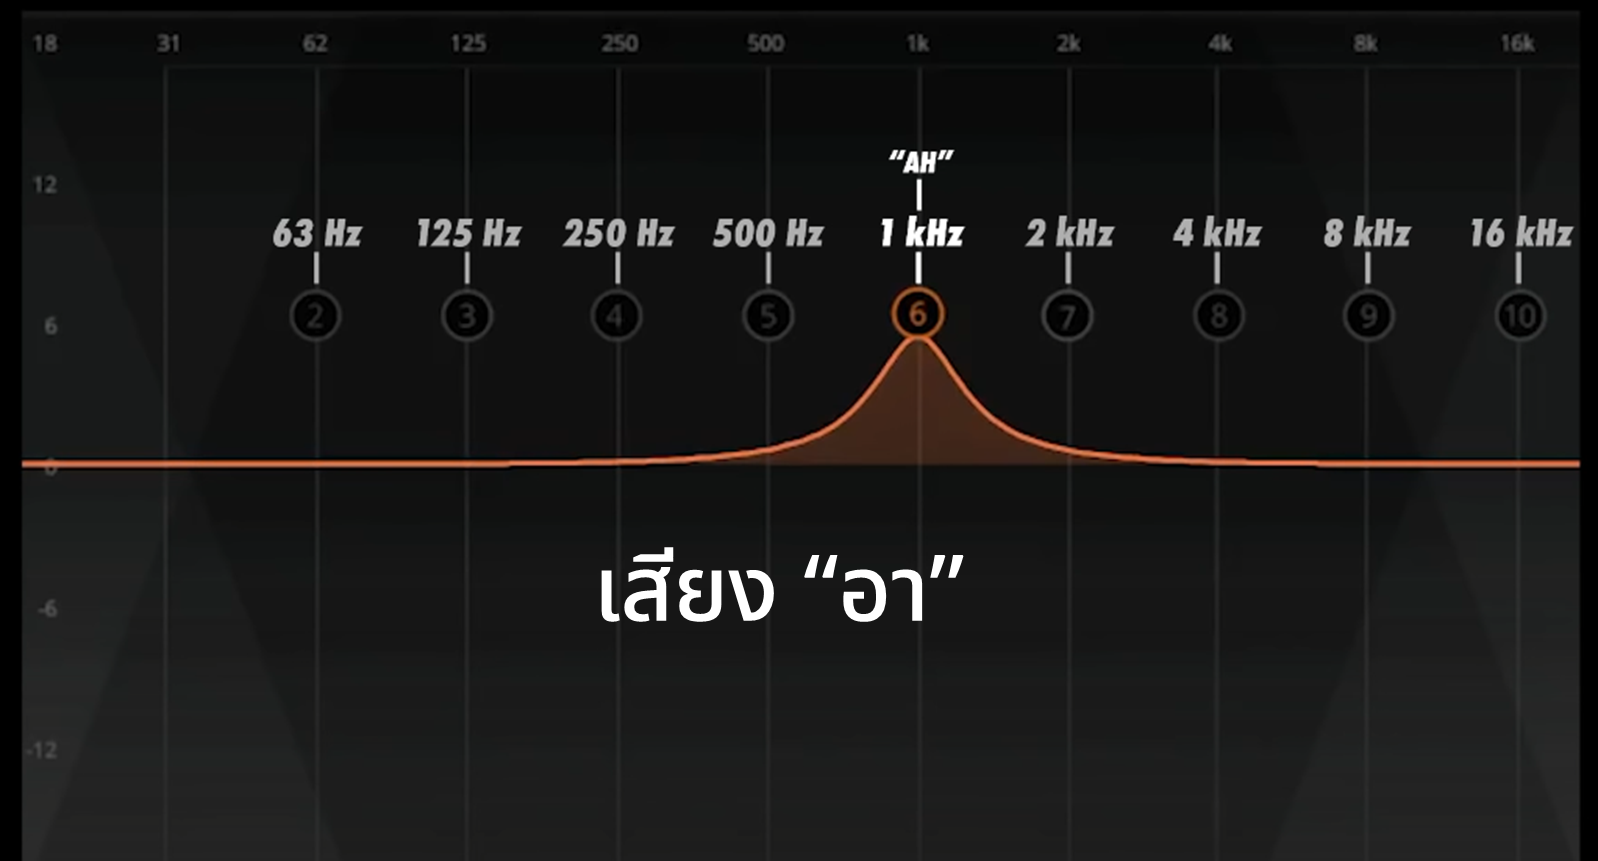 18 31 62 125 250 500 1k 2k 4k 8k 16k
“AH”
12
63 Hz 125 Hz 250 Hz 500 Hz 1 kHz 2 kHz 4 kHz 8 kHz 16 kHz
6 2 3 4 5 6 7 8 9 10
0
เสียง “อา”
-6
-12